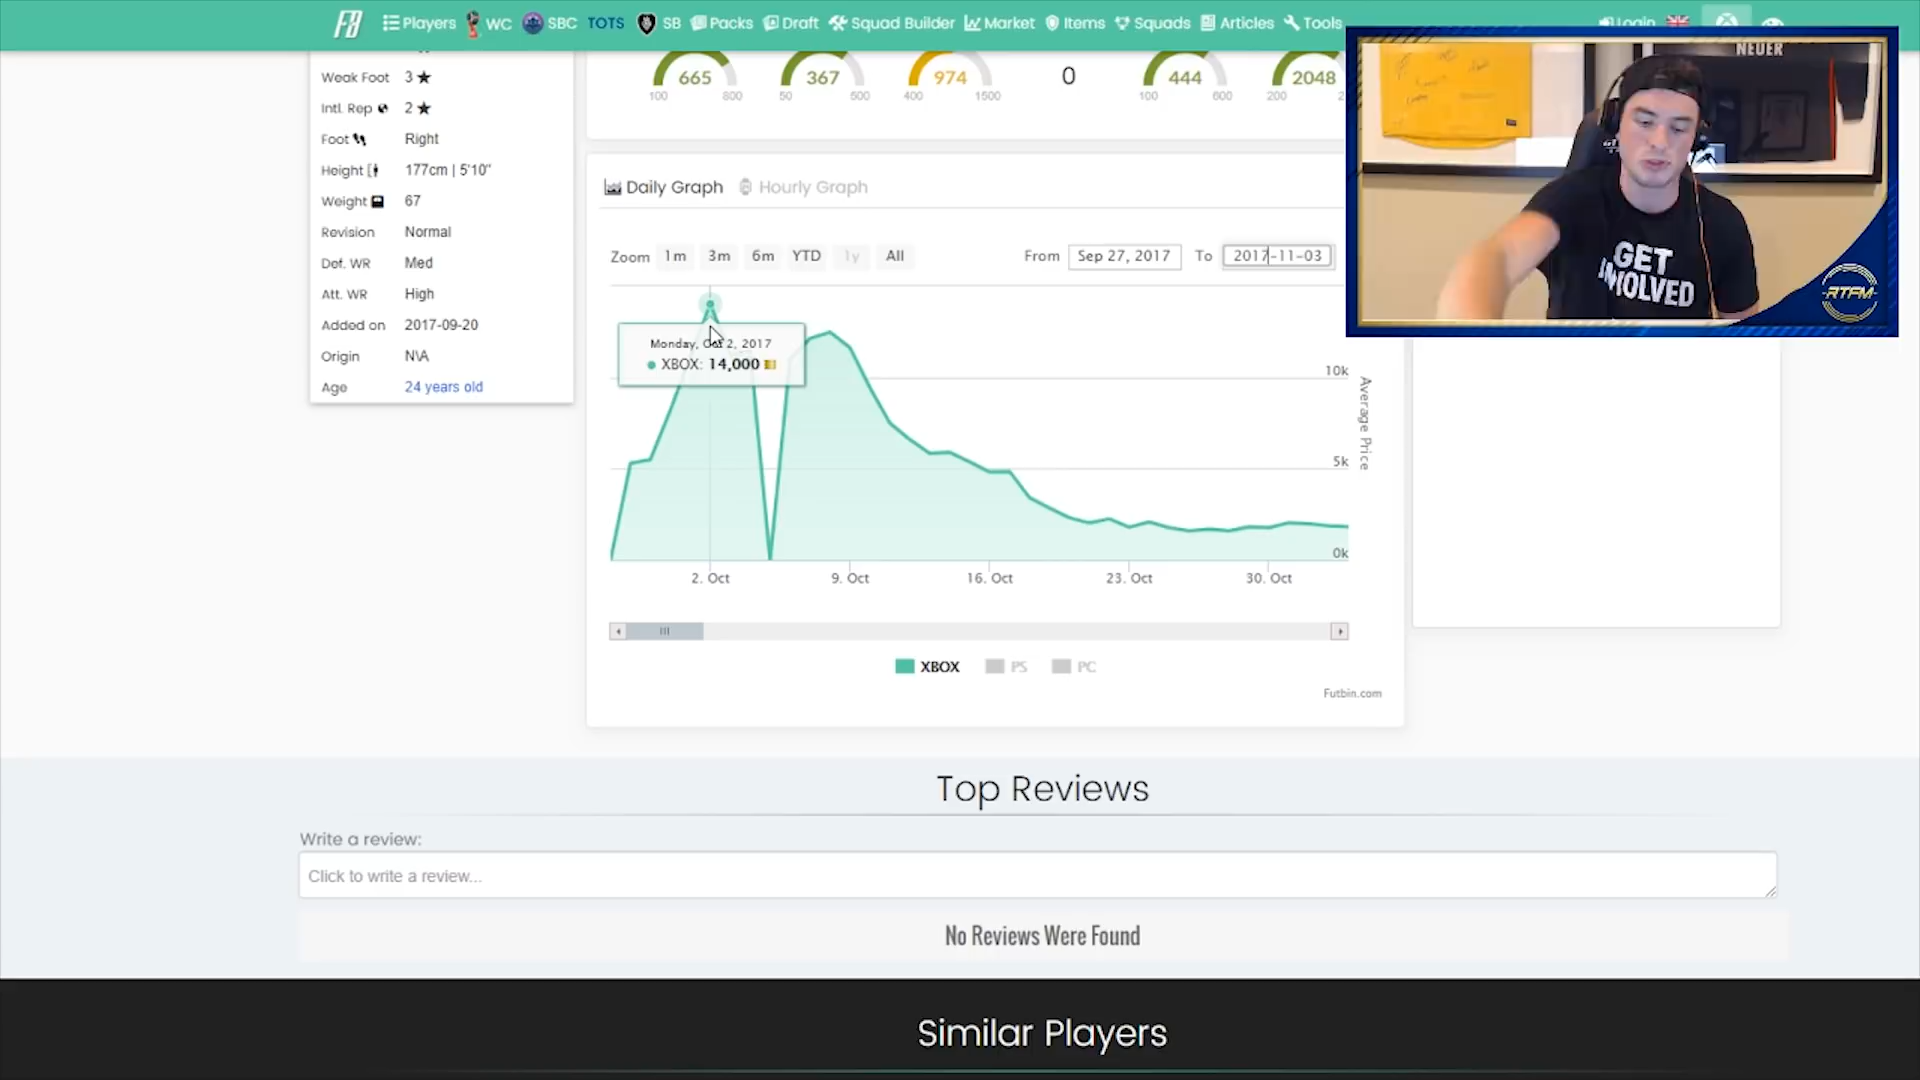 Players WC SBC TOTS SB Packs Draft Squad Builder Market Items Squads Articles Tools Login
Weak Foot 3
Intl. Rep 2
Foot Right
Height 177cm | 5'10"
Weight 67
Revision Normal
Def. WR Med
Att. WR High
Added on 2017-09-20
Origin N\A
Age 24 years old
665 367 974 0 444 2048
100 800 50 500 400 1500 100 600 200 2
Daily Graph Hourly Graph
Zoom 1m 3m 6m YTD 1y All From Sep 27, 2017 To 2017-11-03
Monday, Oct 2, 2017
XBOX: 14,000
10k
5k
0k
Average Price
2. Oct 9. Oct 16. Oct 23. Oct 30. Oct
XBOX PS PC
Futbin.com
NEUER
GET
INVOLVED
RTFM
Top Reviews
Write a review:
Click to write a review...
No Reviews Were Found
Similar Players